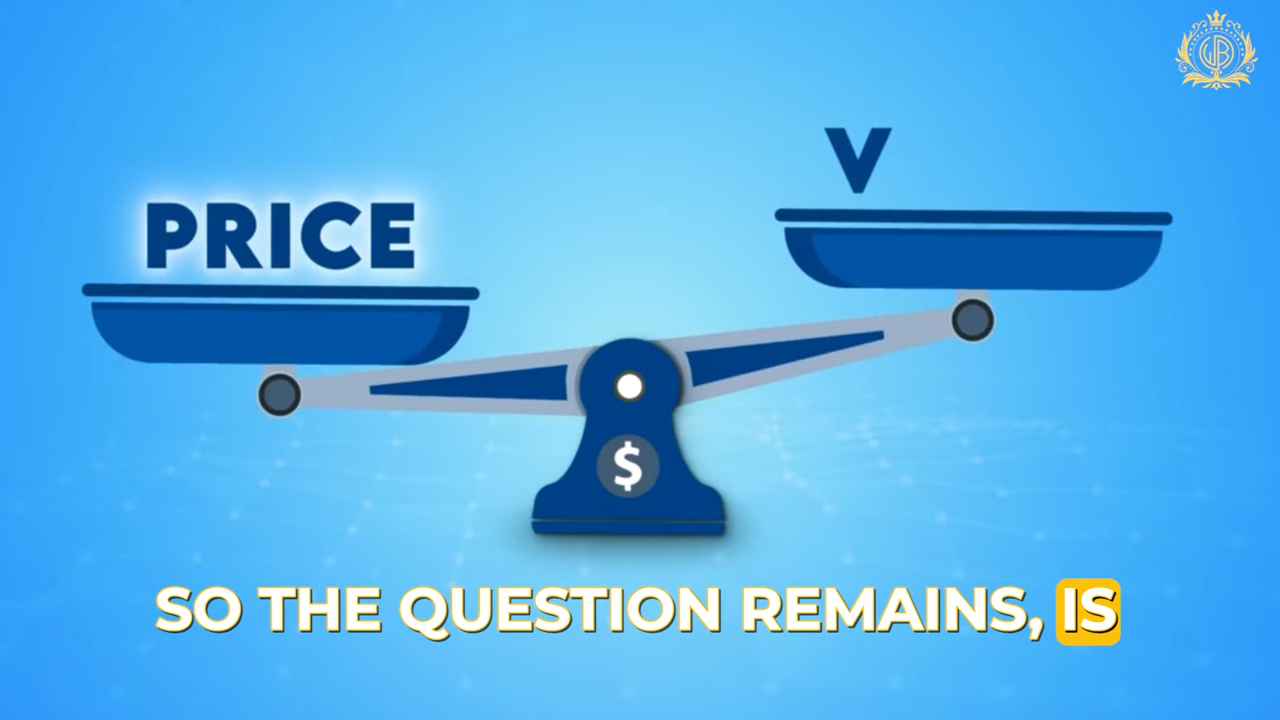 V
PRICE
$
SO THE QUESTION REMAINS, IS